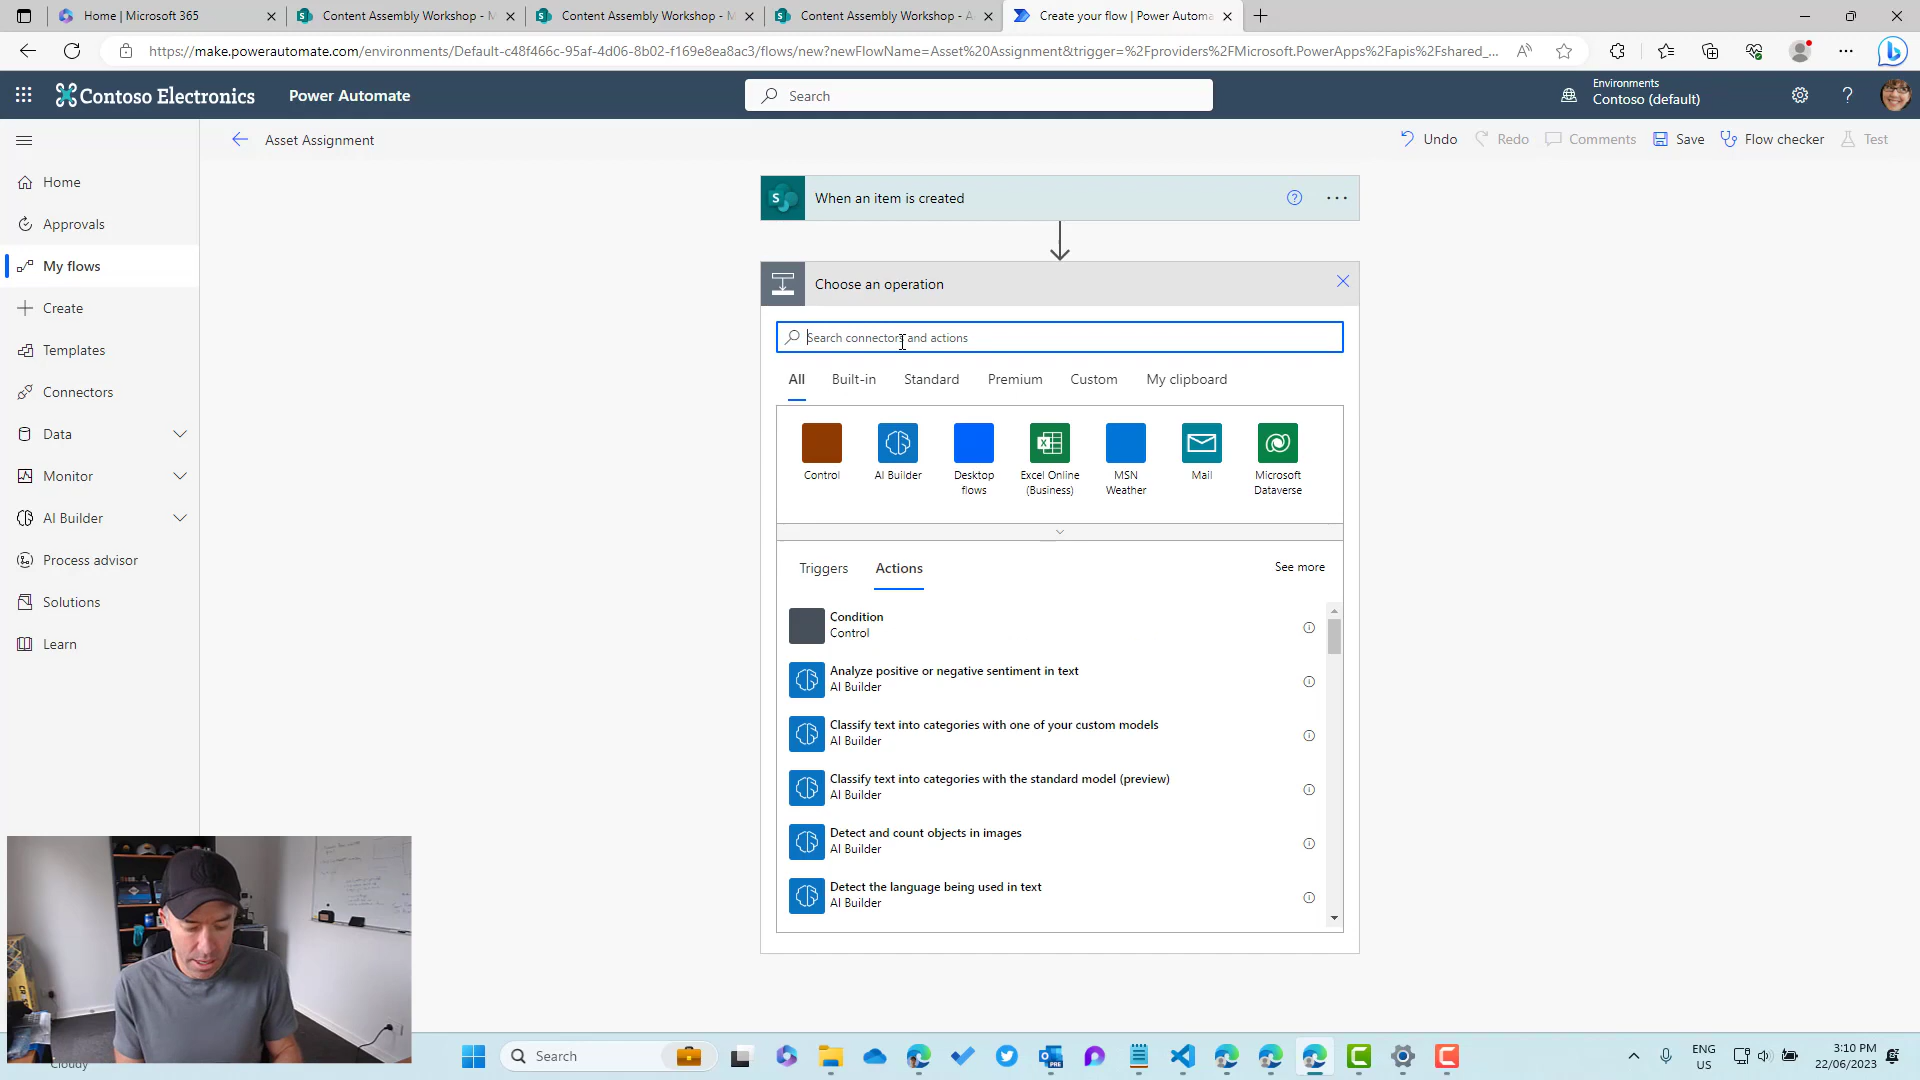 Home | Microsoft 365
Content Assembly Workshop - M
Content Assembly Workshop - M
Content Assembly Workshop - A
Create your flow | Power Automa
https://make.powerautomate.com/environments/Default-c48f466c-95af-4d06-8b02-f169e8ea8ac3/flows/new?newFlowName=Asset%20Assignment&trigger=%2Fproviders%2FMicrosoft.PowerApps%2Fapis%2Fshared_...
Contoso Electronics
Power Automate
Search
Environments
Contoso (default)
Asset Assignment
Undo
Redo
Comments
Save
Flow checker
Test
Home
Approvals
My flows
Create
Templates
Connectors
Data
Monitor
AI Builder
Process advisor
Solutions
Learn
When an item is created
Choose an operation
Search connectors and actions
All
Built-in
Standard
Premium
Custom
My clipboard
Control
AI Builder
Desktop
flows
Excel Online
(Business)
MSN
Weather
Mail
Microsoft
Dataverse
Triggers
Actions
See more
Condition
Control
Analyze positive or negative sentiment in text
AI Builder
Classify text into categories with one of your custom models
AI Builder
Classify text into categories with the standard model (preview)
AI Builder
Detect and count objects in images
AI Builder
Detect the language being used in text
AI Builder
Cloudy
Search
ENG
US
3:10 PM
22/06/2023